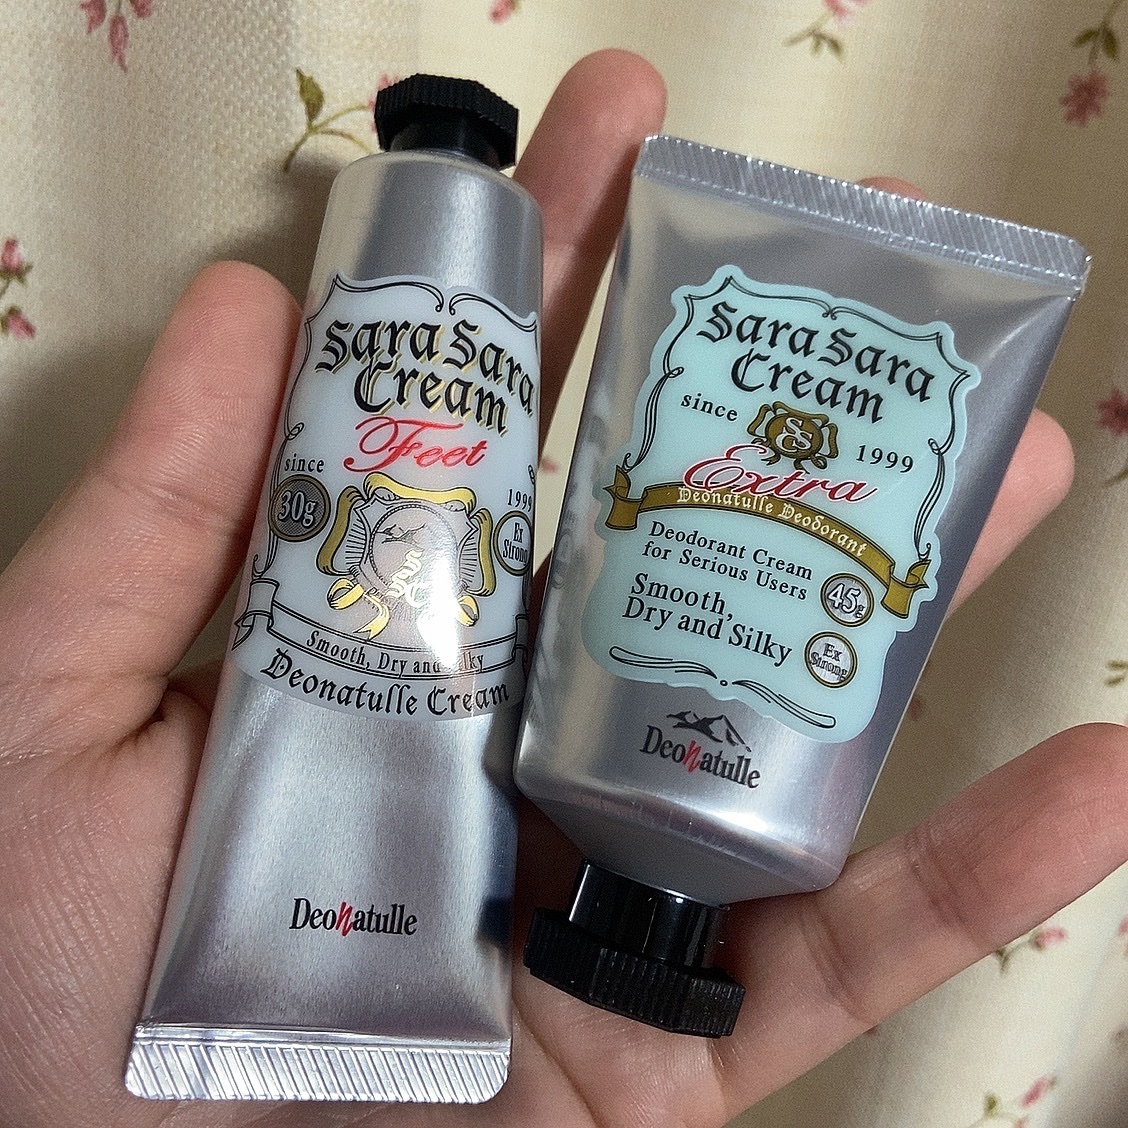 Sara Sara
Cream
Feet
since
1999
30g
Ex
Strong
Smooth, Dry and Silky
Deonatulle Cream
Deonatulle
Sara Sara
Cream
since
1999
SSC
Extra
Deonatulle Deodorant
Deodorant Cream
for Serious Users
45g
Smooth,
Dry and Silky
Ex
Strong
Deonatulle